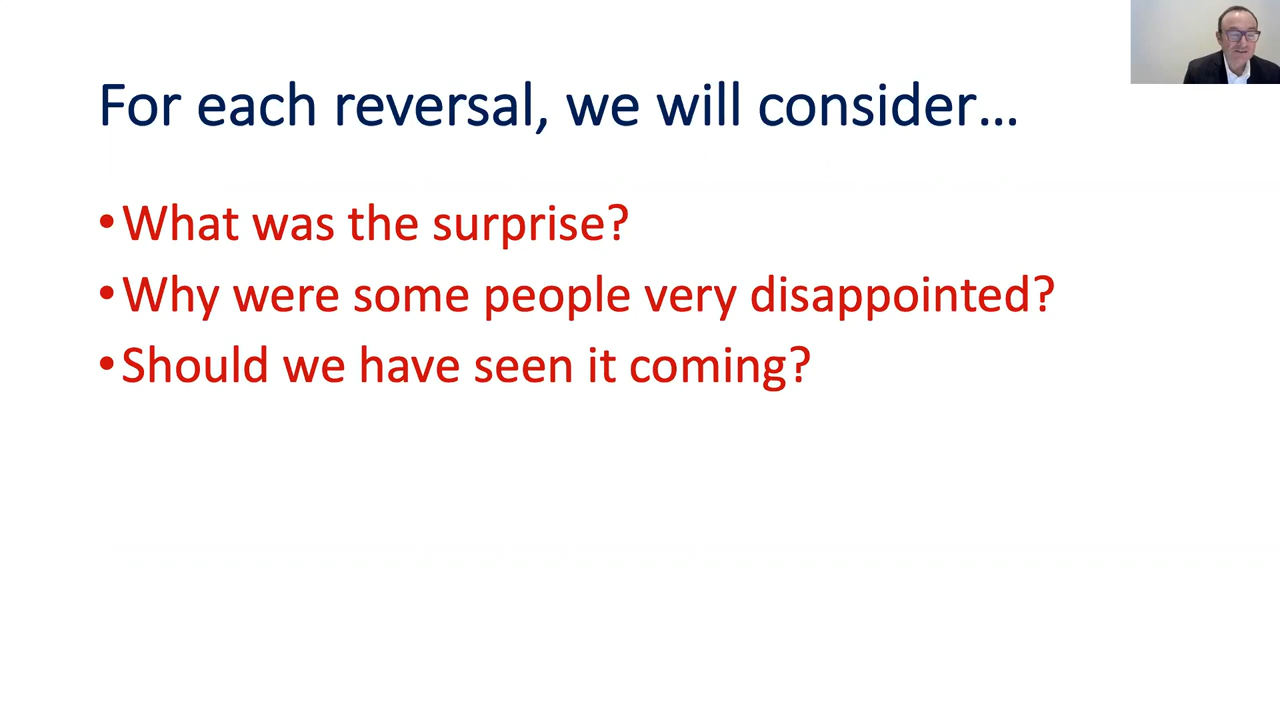 For each reversal, we will consider…
•What was the surprise?
•Why were some people very disappointed?
•Should we have seen it coming?